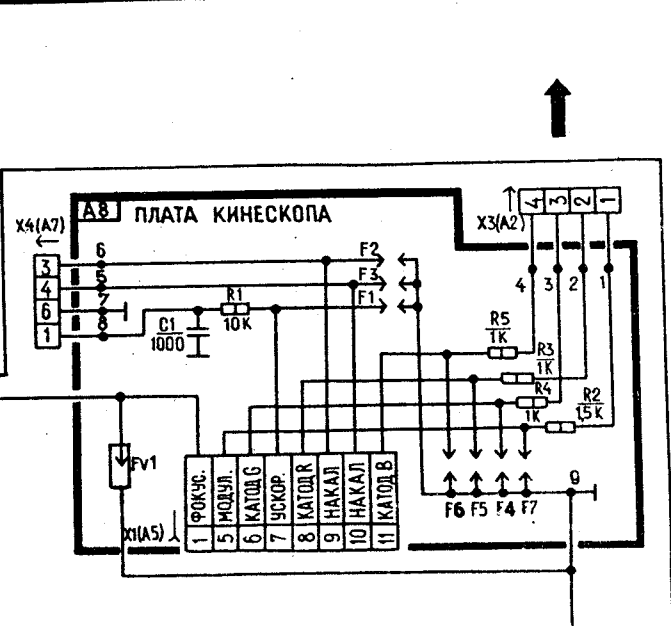 A8 ПЛАТА КИНЕСКОПА
X4(A7)
3
4
6
1
6
5
7
8
C1
1000
R1
10K
F2
F3
F1
X3(A2)
4 3 2 1
4 3 2 1
R5
1K
R3
1K
R4
1K
R2
1,5K
FV1
X1(A5)
1 ФОКУС.
5 МОДУЛ.
6 КАТОД G
7 УСКОР.
8 КАТОД R
9 НАКАЛ
10 НАКАЛ
11 КАТОД B
9
F6 F5 F4 F7